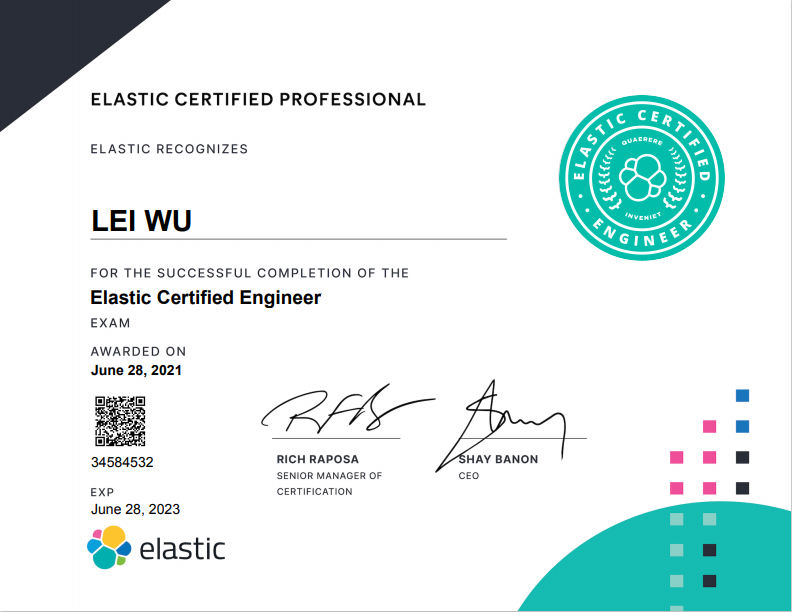 ELASTIC CERTIFIED PROFESSIONAL
ELASTIC RECOGNIZES
ELASTIC CERTIFIED
QUAERERE
INVENIET
ENGINEER
LEI WU
FOR THE SUCCESSFUL COMPLETION OF THE
Elastic Certified Engineer
EXAM
AWARDED ON
June 28, 2021
34584532
RICH RAPOSA
SENIOR MANAGER OF
CERTIFICATION
SHAY BANON
CEO
EXP
June 28, 2023
elastic